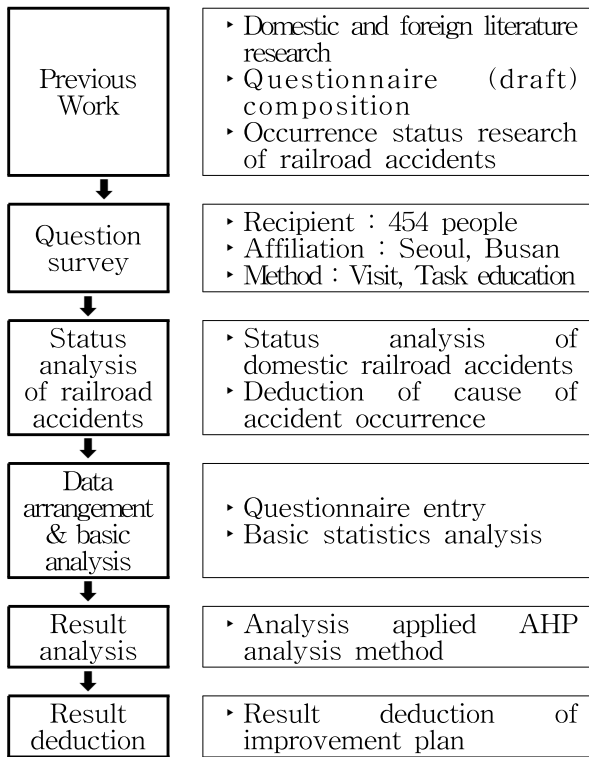 Previous
Work
‣ Domestic and foreign literature
research
‣ Questionnaire (draft)
composition
‣ Occurrence status research
of railroad accidents
Question
survey
‣ Recipient : 454 people
‣ Affiliation : Seoul, Busan
‣ Method : Visit, Task education
Status
analysis
of railroad
accidents
‣ Status analysis of
domestic railroad accidents
‣ Deduction of cause of
accident occurrence
Data
arrangement
& basic
analysis
‣ Questionnaire entry
‣ Basic statistics analysis
Result
analysis
‣ Analysis applied AHP
analysis method
Result
deduction
‣ Result deduction of
improvement plan